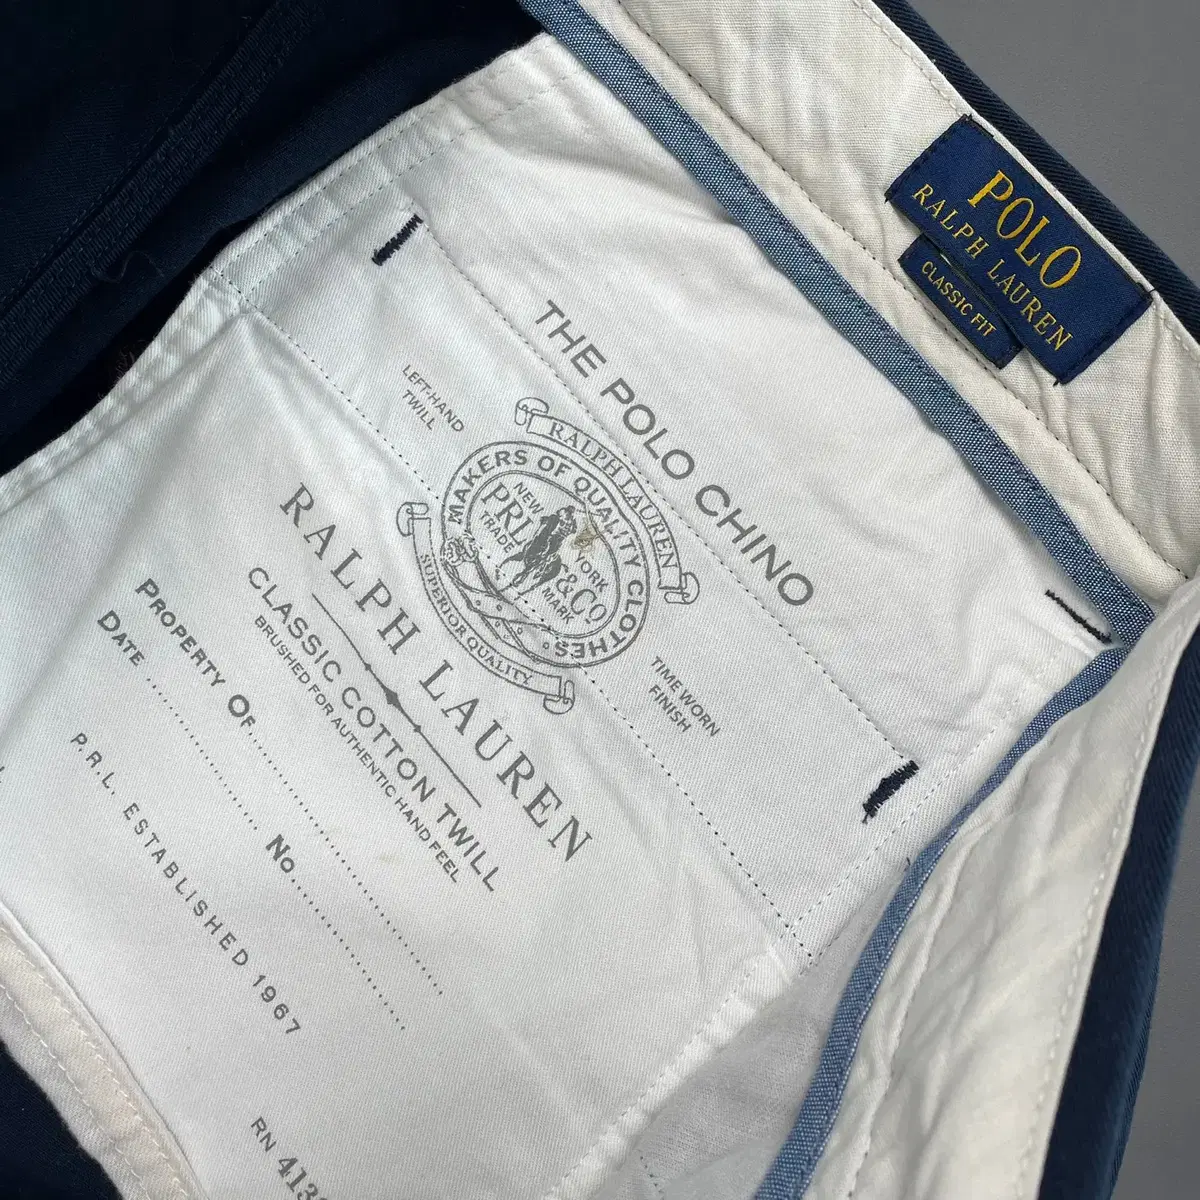 POLO
RALPH LAUREN
CLASSIC FIT
THE POLO CHINO
LEFT-HAND
TWILL
RALPH LAUREN
MAKERS OF QUALITY CLOTHES
NEW YORK
PRL & CO
TRADE MARK
SUPERIOR QUALITY
TIME WORN
FINISH
RALPH LAUREN
CLASSIC COTTON TWILL
BRUSHED FOR AUTHENTIC HAND FEEL
PROPERTY OF
DATE No
P.R.L. ESTABLISHED 1967
RN 413